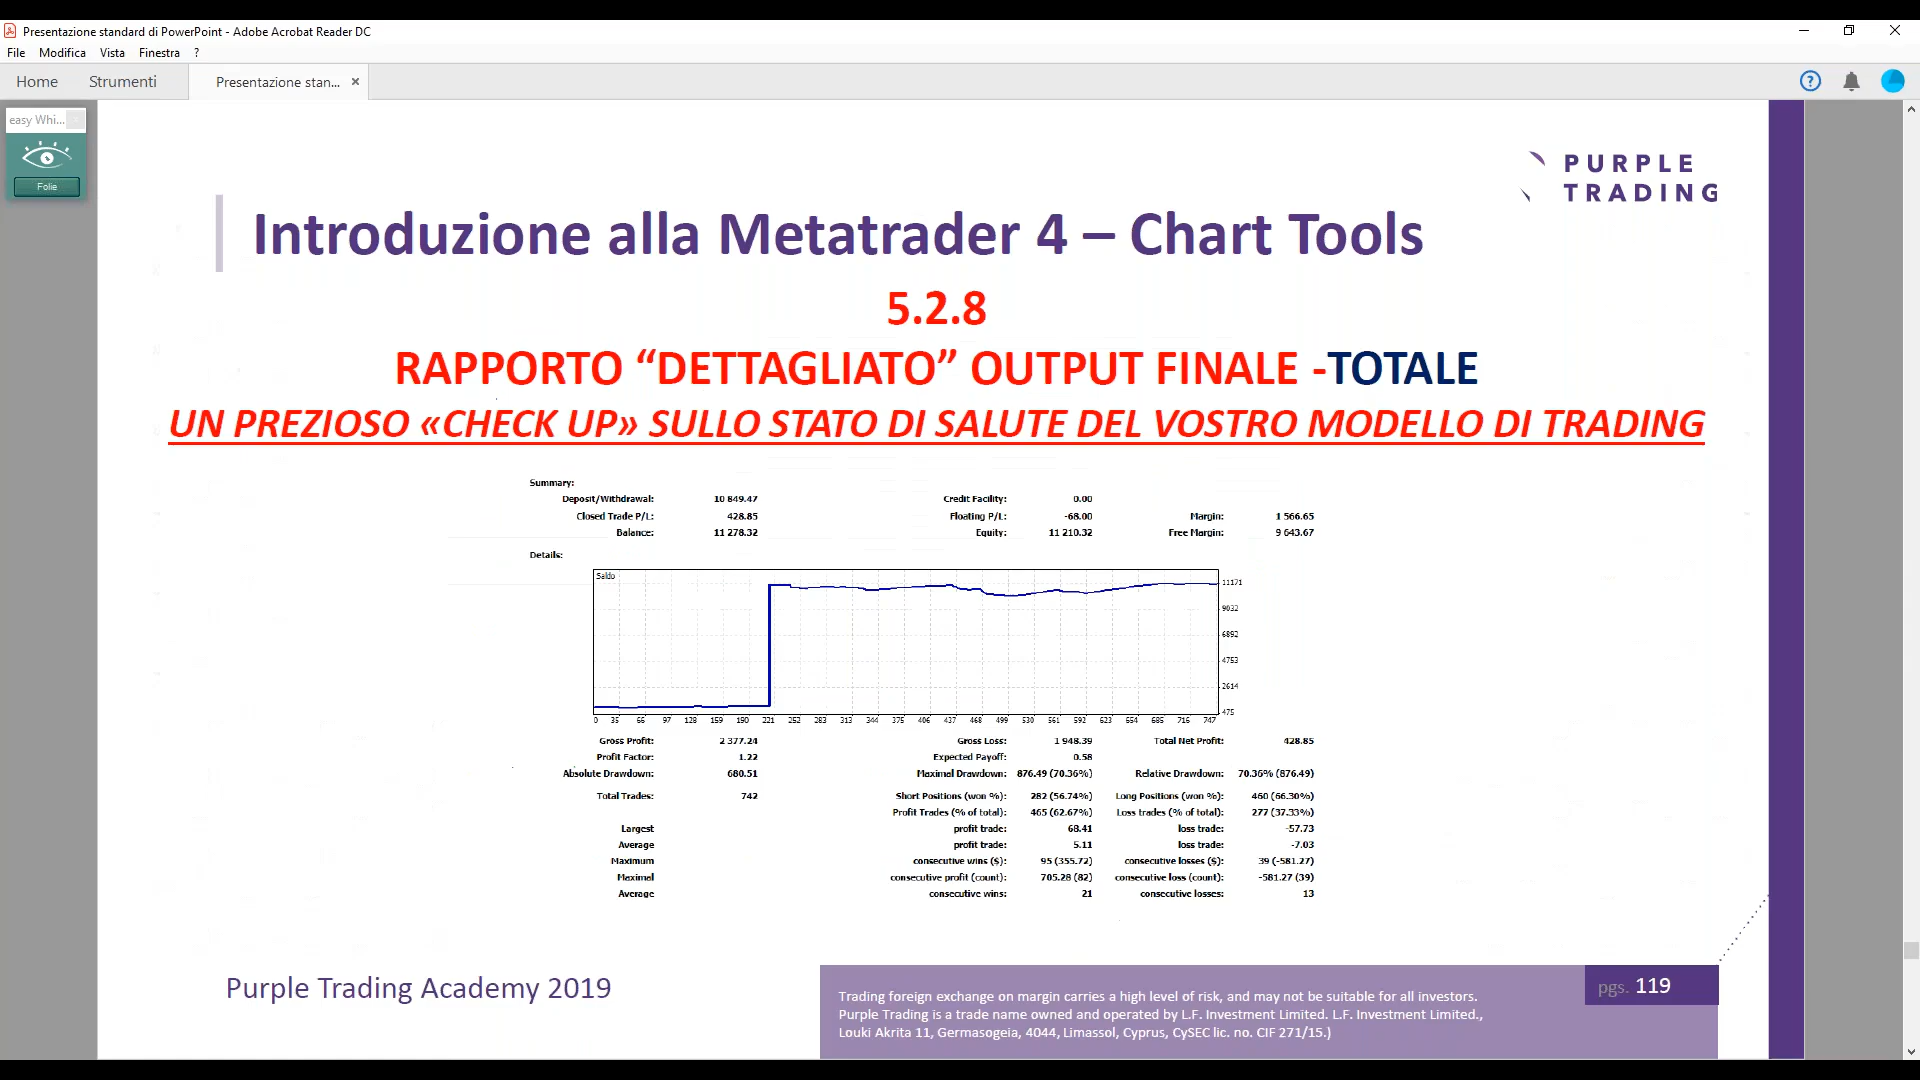 Presentazione standard di PowerPoint - Adobe Acrobat Reader DC
File Modifica Vista Finestra ?
Home Strumenti Presentazione stan... ×
easy Whi...
Folie
PURPLE
TRADING
Introduzione alla Metatrader 4 – Chart Tools
5.2.8
RAPPORTO “DETTAGLIATO” OUTPUT FINALE -TOTALE
UN PREZIOSO «CHECK UP» SULLO STATO DI SALUTE DEL VOSTRO MODELLO DI TRADING
Summary:
Deposit/Withdrawal: 10 849.47 Credit Facility: 0.00
Closed Trade P/L: 428.85 Floating P/L: -68.00 Margin: 1 566.65
Balance: 11 278.32 Equity: 11 210.32 Free Margin: 9 643.67
Details:
Saldo
11171
9032
6892
4753
2614
475
0 35 66 97 128 159 190 221 252 283 313 344 375 406 437 468 499 530 561 592 623 654 685 716 747
Gross Profit: 2 377.24 Gross Loss: 1 948.39 Total Net Profit: 428.85
Profit Factor: 1.22 Expected Payoff: 0.58
Absolute Drawdown: 680.51 Maximal Drawdown: 876.49 (70.36%) Relative Drawdown: 70.36% (876.49)
Total Trades: 742 Short Positions (won %): 282 (56.74%) Long Positions (won %): 460 (66.30%)
Profit Trades (% of total): 465 (62.67%) Loss trades (% of total): 277 (37.33%)
Largest profit trade: 68.41 loss trade: -57.73
Average profit trade: 5.11 loss trade: -7.03
Maximum consecutive wins ($): 95 (355.72) consecutive losses ($): 39 (-581.27)
Maximal consecutive profit (count): 705.28 (82) consecutive loss (count): -581.27 (39)
Average consecutive wins: 21 consecutive losses: 13
Purple Trading Academy 2019
Trading foreign exchange on margin carries a high level of risk, and may not be suitable for all investors.
Purple Trading is a trade name owned and operated by L.F. Investment Limited. L.F. Investment Limited.,
Louki Akrita 11, Germasogeia, 4044, Limassol, Cyprus, CySEC lic. no. CIF 271/15.)
pgs. 119